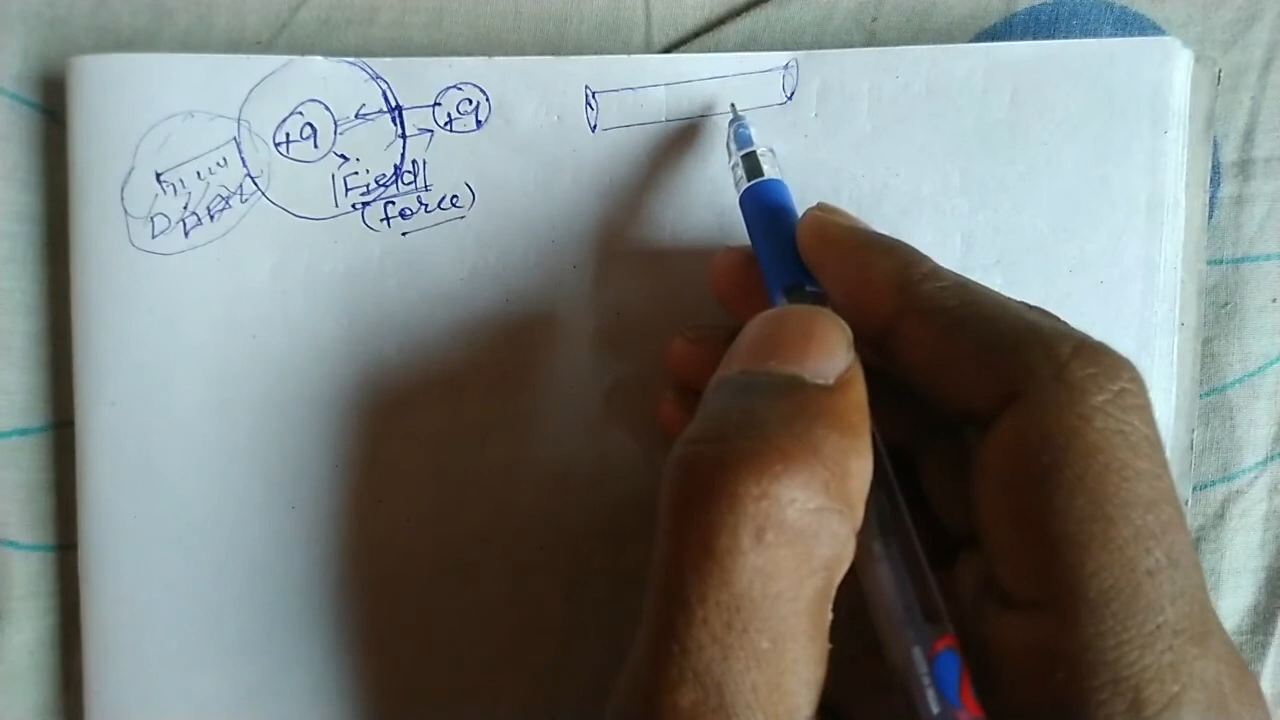 +q
+q
|Field|
(force)